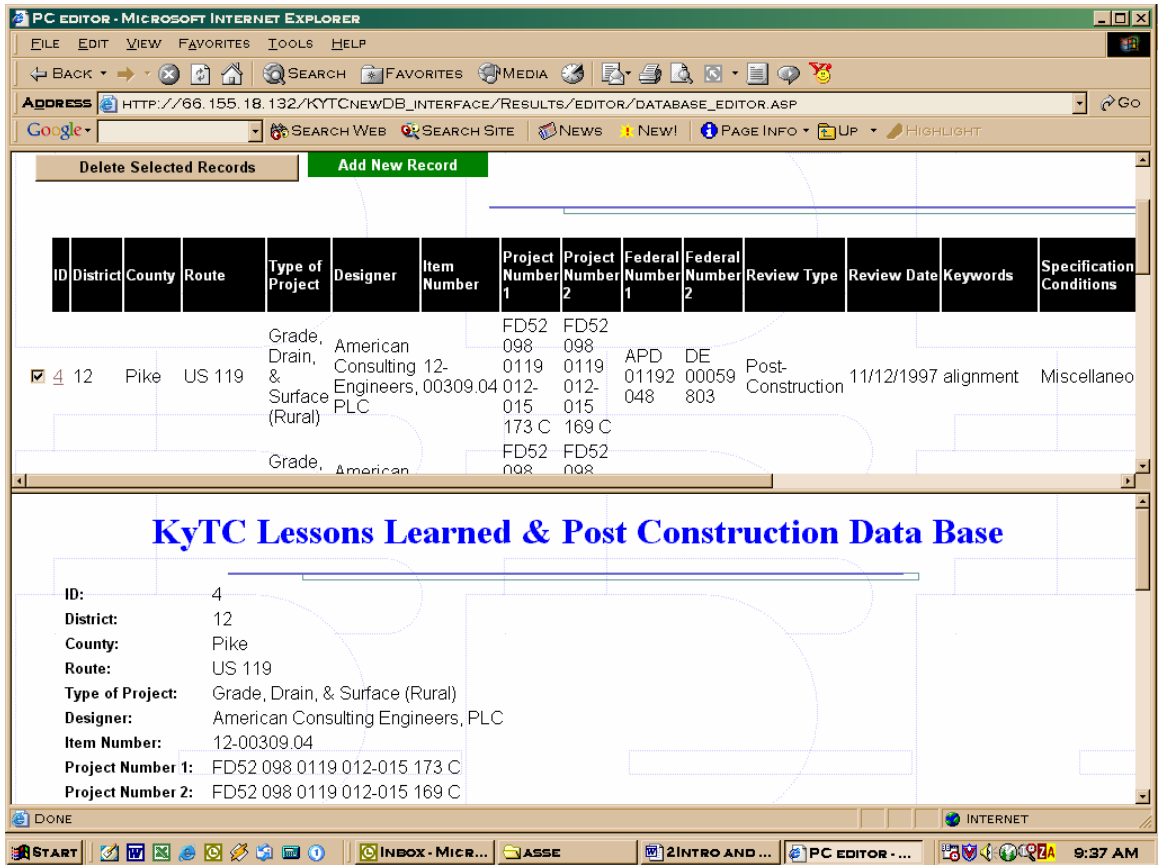 PC EDITOR - MICROSOFT INTERNET EXPLORER
FILE EDIT VIEW FAVORITES TOOLS HELP
BACK SEARCH FAVORITES MEDIA
ADDRESS HTTP://66.155.18.132/KYTCNEWDB_INTERFACE/RESULTS/EDITOR/DATABASE_EDITOR.ASP GO
Google SEARCH WEB SEARCH SITE NEWS NEW! PAGE INFO UP HIGHLIGHT
Delete Selected Records Add New Record
ID District County Route Type of Project Designer Item Number Project Number 1 Project Number 2 Federal Number 1 Federal Number 2 Review Type Review Date Keywords Specification Conditions
4 12 Pike US 119 Grade, Drain, & Surface (Rural) American Consulting Engineers, PLC 12-00309.04 FD52 098 0119 012-015 173 C FD52 098 0119 012-015 169 C APD 01192 048 DE 00059 803 Post-Construction 11/12/1997 alignment Miscellaneo
Grade, American FD52 098 FD52 098
KyTC Lessons Learned & Post Construction Data Base
ID: 4
District: 12
County: Pike
Route: US 119
Type of Project: Grade, Drain, & Surface (Rural)
Designer: American Consulting Engineers, PLC
Item Number: 12-00309.04
Project Number 1: FD52 098 0119 012-015 173 C
Project Number 2: FD52 098 0119 012-015 169 C
DONE INTERNET
START INBOX - MICR... ASSE 2INTRO AND ... PC EDITOR - ... 9:37 AM